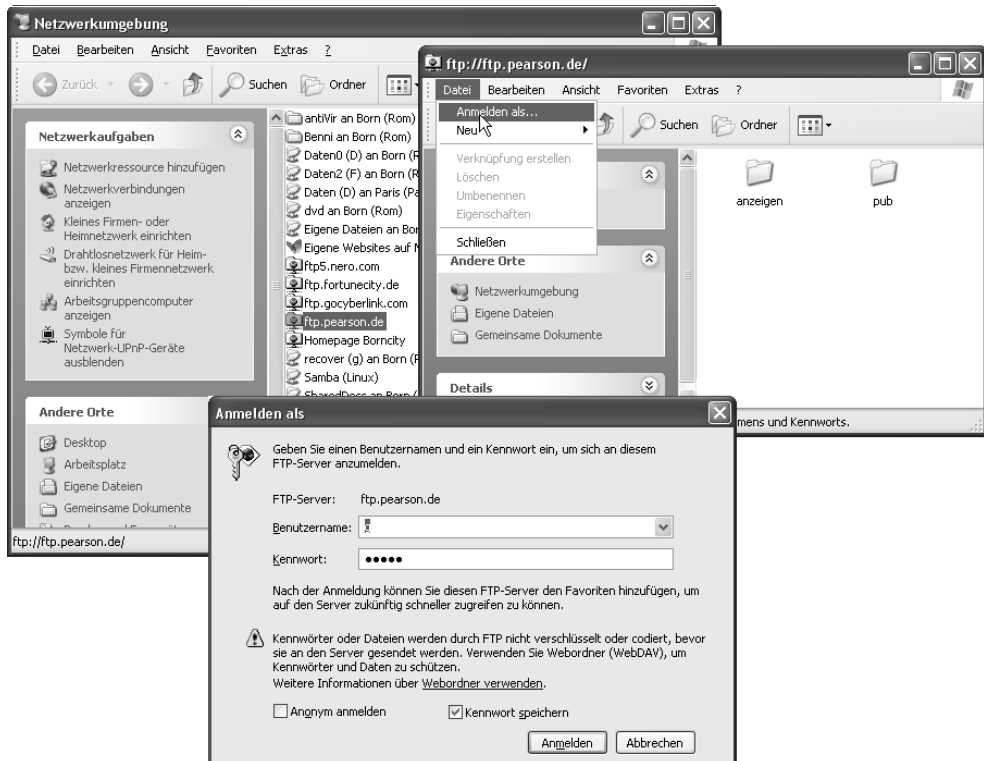 Netzwerkumgebung
Datei Bearbeiten Ansicht Favoriten Extras ?
Zurück Suchen Ordner
Netzwerkaufgaben
Netzwerkressource hinzufügen
Netzwerkverbindungen
anzeigen
Kleines Firmen- oder
Heimnetzwerk einrichten
Drahtlosnetzwerk für Heim-
bzw. kleines Firmennetzwerk
einrichten
Arbeitsgruppencomputer
anzeigen
Symbole für
Netzwerk-UPnP-Geräte
ausblenden
Andere Orte
Desktop
Arbeitsplatz
Eigene Dateien
Gemeinsame Dokumente
ftp://ftp.pearson.de/
antiVir an Born (Rom)
Benni an Born (Rom)
Daten0 (D) an Born (R
Daten2 (F) an Born (R
Daten (D) an Paris (Pa
dvd an Born (Rom)
Eigene Dateien an Bor
Eigene Websites auf
ftp5.nero.com
ftp.fortunecity.de
ftp.gocyberlink.com
ftp.pearson.de
Homepage Borncity
recover (g) an Born (R
Samba (Linux)
SharedDocs an Born (
ftp://ftp.pearson.de/
Datei Bearbeiten Ansicht Favoriten Extras ?
Suchen Ordner
Anmelden als...
Neu
Verknüpfung erstellen
Löschen
Umbenennen
Eigenschaften
Schließen
Andere Orte
Netzwerkumgebung
Eigene Dateien
Gemeinsame Dokumente
Details
anzeigen
pub
mens und Kennworts.
Anmelden als
Geben Sie einen Benutzernamen und ein Kennwort ein, um sich an diesem
FTP-Server anzumelden.
FTP-Server: ftp.pearson.de
Benutzername:
Kennwort: •••••
Nach der Anmeldung können Sie diesen FTP-Server den Favoriten hinzufügen, um
auf den Server zukünftig schneller zugreifen zu können.
Kennwörter oder Dateien werden durch FTP nicht verschlüsselt oder codiert, bevor
sie an den Server gesendet werden. Verwenden Sie Webordner (WebDAV), um
Kennwörter und Daten zu schützen.
Weitere Informationen über Webordner verwenden.
Anonym anmelden
Kennwort speichern
Anmelden
Abbrechen